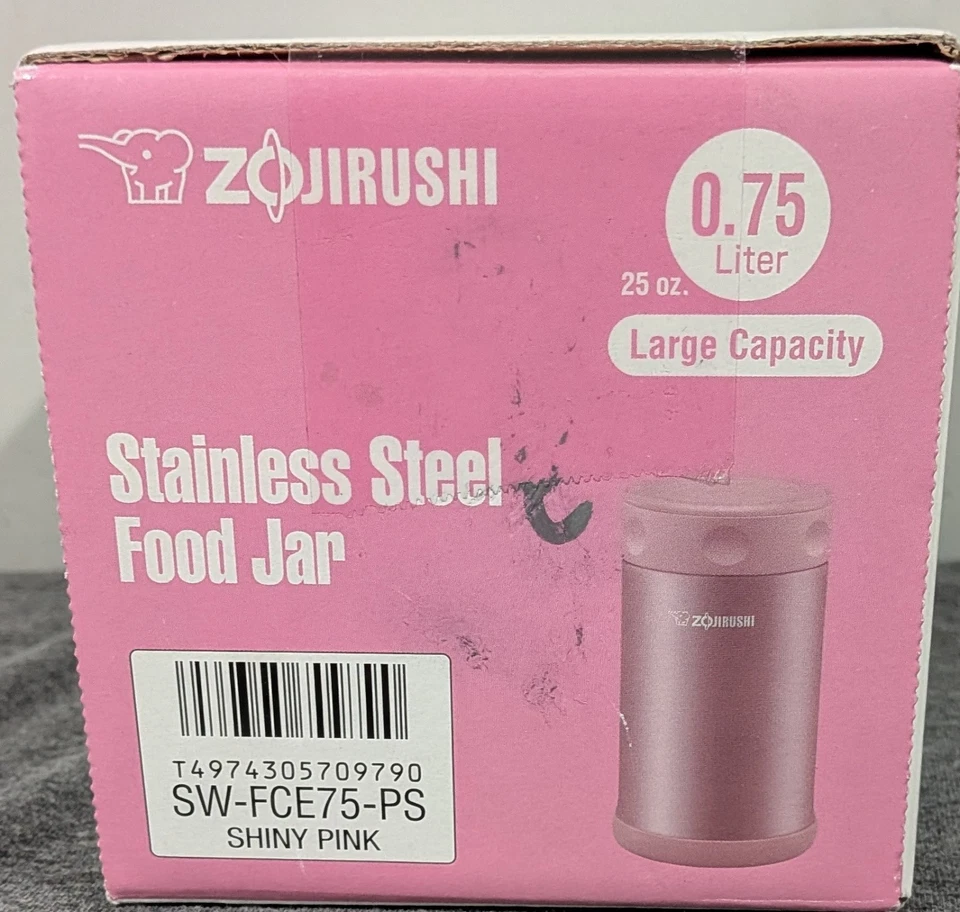 ZOJIRUSHI
0.75
Liter
25 oz.
Large Capacity
Stainless Steel
Food Jar
ZOJIRUSHI
T4974305709790
SW-FCE75-PS
SHINY PINK